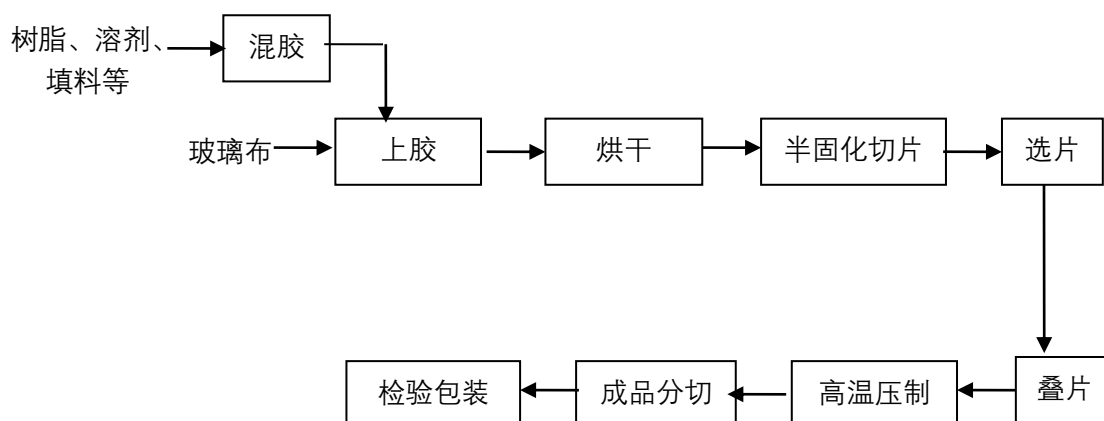 树脂、溶剂、
填料等
混胶
玻璃布
上胶
烘干
半固化切片
选片
叠片
高温压制
成品分切
检验包装